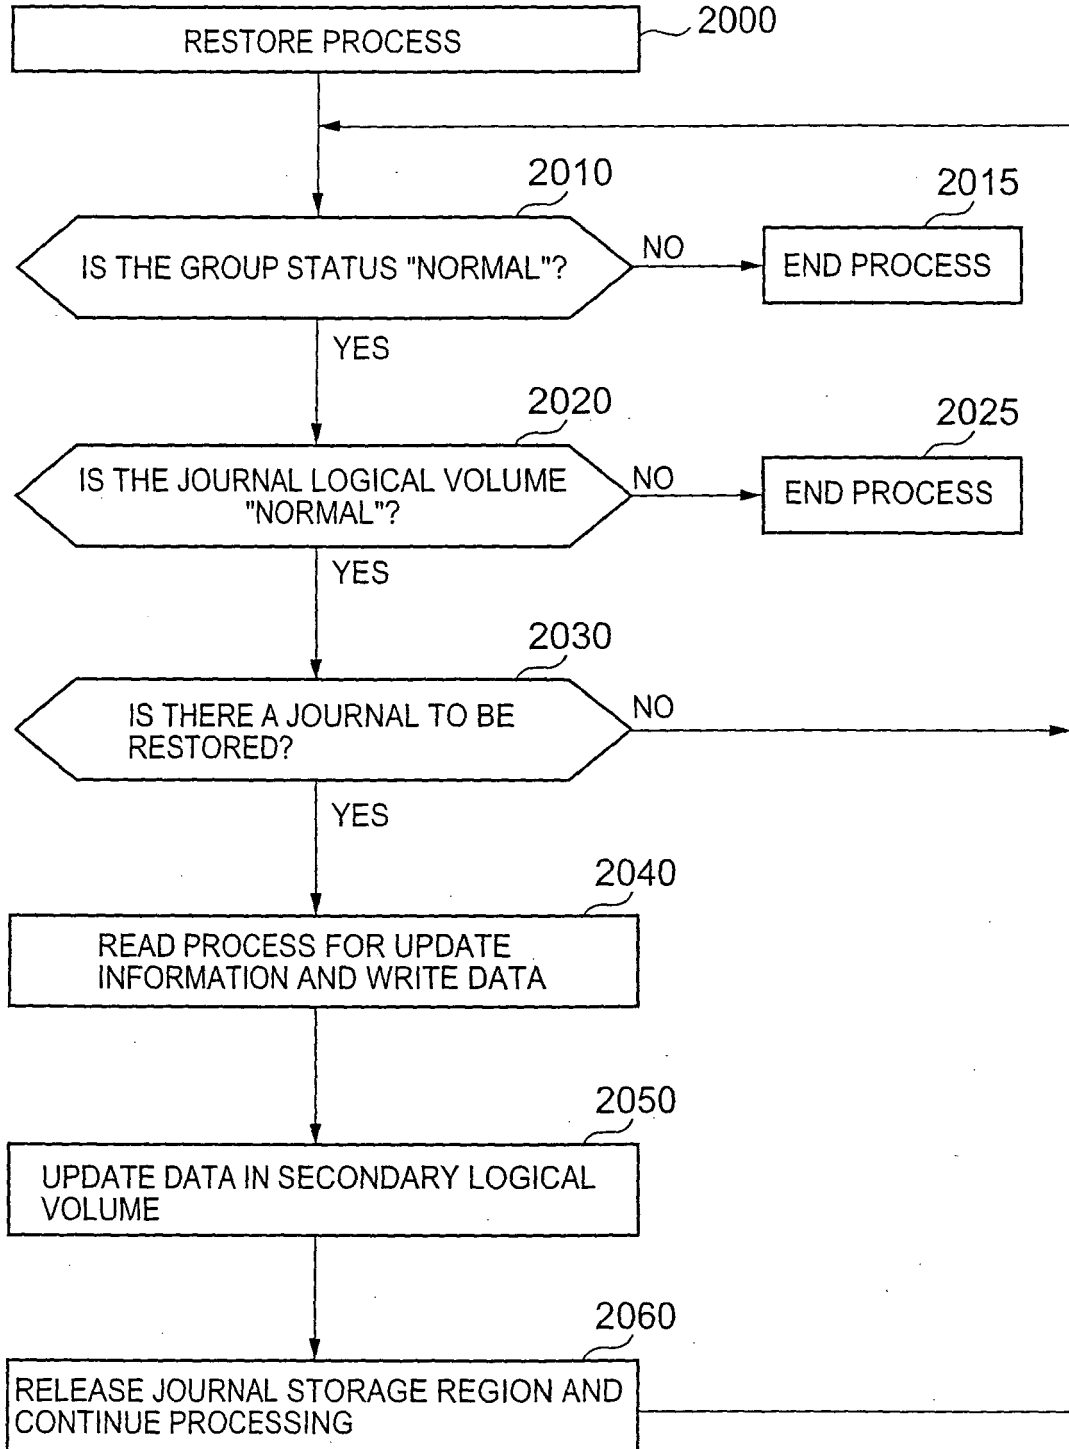 RESTORE PROCESS
2000
2010
2015
IS THE GROUP STATUS "NORMAL"?
NO
END PROCESS
YES
2020
2025
IS THE JOURNAL LOGICAL VOLUME
"NORMAL"?
NO
END PROCESS
YES
2030
IS THERE A JOURNAL TO BE
RESTORED?
NO
YES
2040
READ PROCESS FOR UPDATE
INFORMATION AND WRITE DATA
2050
UPDATE DATA IN SECONDARY LOGICAL
VOLUME
2060
RELEASE JOURNAL STORAGE REGION AND
CONTINUE PROCESSING